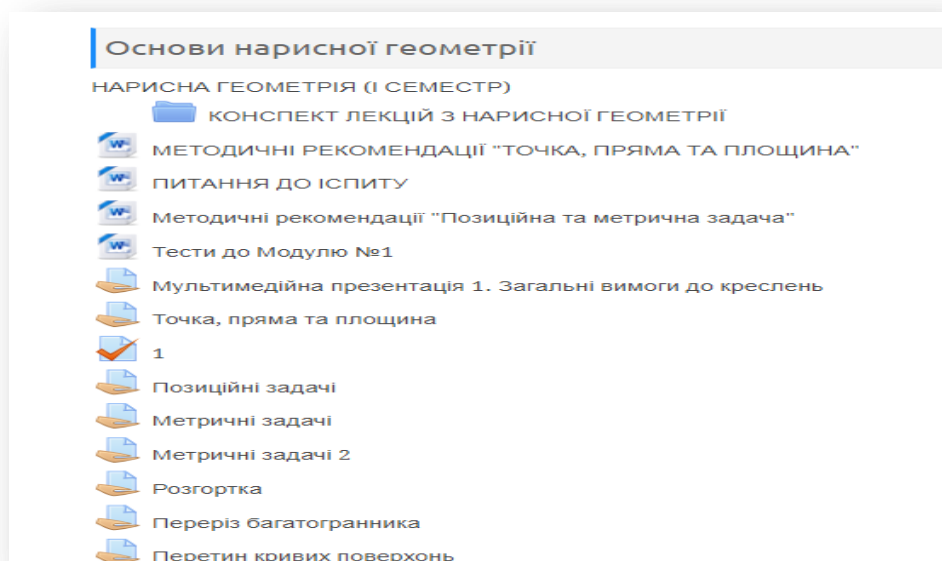 Основи нарисної геометрії
НАРИСНА ГЕОМЕТРІЯ (І СЕМЕСТР)
КОНСПЕКТ ЛЕКЦІЙ З НАРИСНОЇ ГЕОМЕТРІЇ
МЕТОДИЧНІ РЕКОМЕНДАЦІЇ "ТОЧКА, ПРЯМА ТА ПЛОЩИНА"
ПИТАННЯ ДО ІСПИТУ
Методичні рекомендації "Позиційна та метрична задача"
Тести до Модулю №1
Мультимедійна презентація 1. Загальні вимоги до креслень
Точка, пряма та площина
1
Позиційні задачі
Метричні задачі
Метричні задачі 2
Розгортка
Переріз багатогранника
Перетин кривих поверхонь